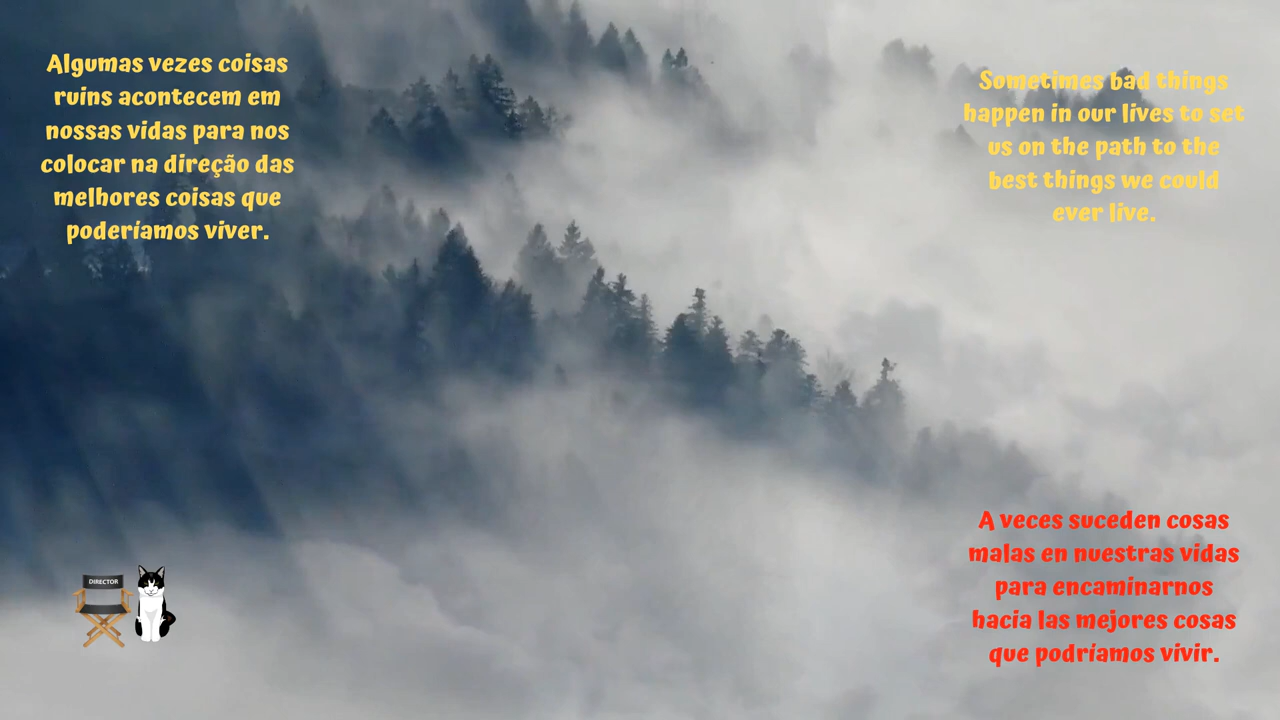 Algumas vezes coisas
ruins acontecem em
nossas vidas para nos
colocar na direção das
melhores coisas que
poderíamos viver.
Sometimes bad things
happen in our lives to set
us on the path to the
best things we could
ever live.
A veces suceden cosas
malas en nuestras vidas
para encaminarnos
hacia las mejores cosas
que podríamos vivir.
DIRECTOR